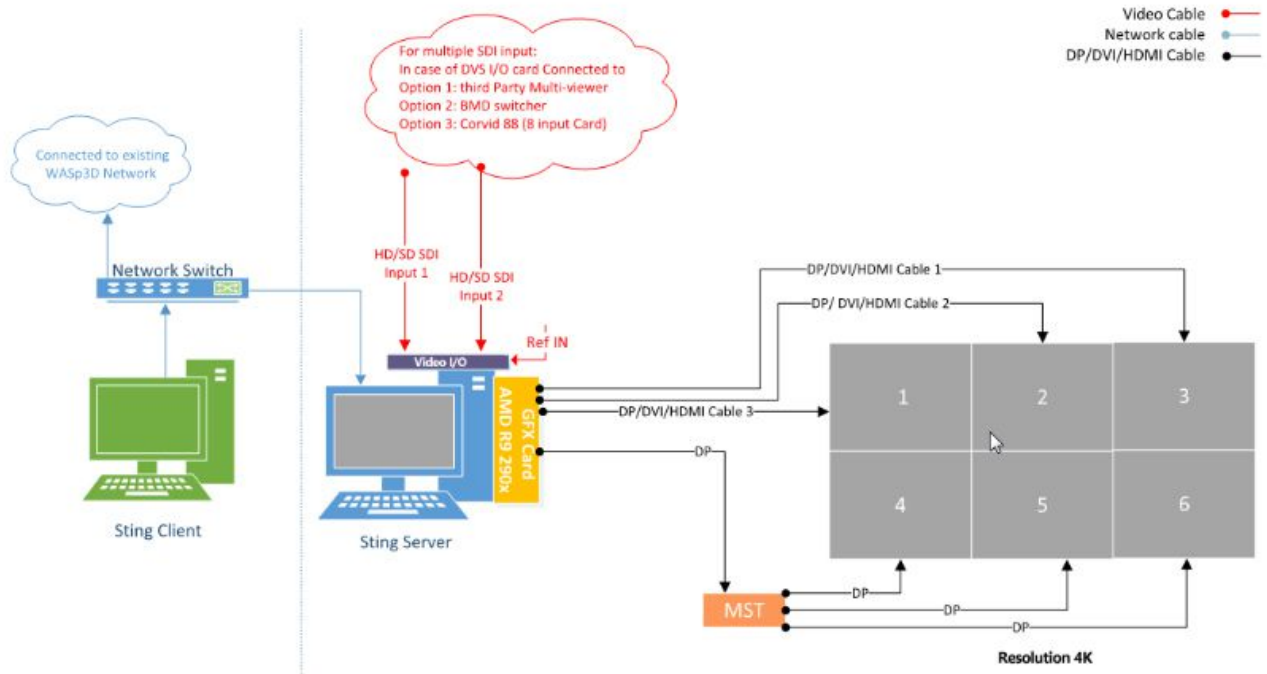 Video Cable
Network cable
DP/DVI/HDMI Cable
For multiple SDI input:
In case of DVS I/O card Connected to
Option 1: third Party Multi-viewer
Option 2: BMD switcher
Option 3: Corvid 88 (8 input Card)
Connected to existing
WASp3D Network
Network Switch
HD/SD SDI
Input 1
HD/SD SDI
Input 2
Ref IN
Video I/O
GFX Card
AMD R9 290x
DP/DVI/HDMI Cable 1
DP/ DVI/HDMI Cable 2
DP/DVI/HDMI Cable 3
DP
1
2
3
4
5
6
Sting Client
Sting Server
MST
DP
DP
DP
Resolution 4K